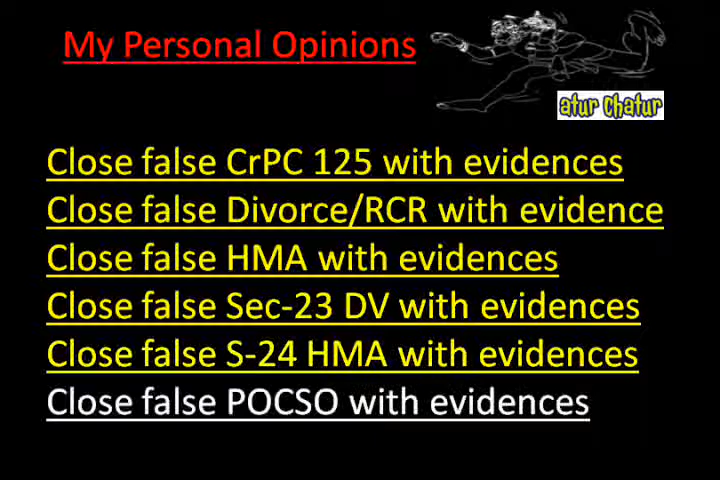 My Personal Opinions
atur Chatur
Close false CrPC 125 with evidences
Close false Divorce/RCR with evidence
Close false HMA with evidences
Close false Sec-23 DV with evidences
Close false S-24 HMA with evidences
Close false POCSO with evidences